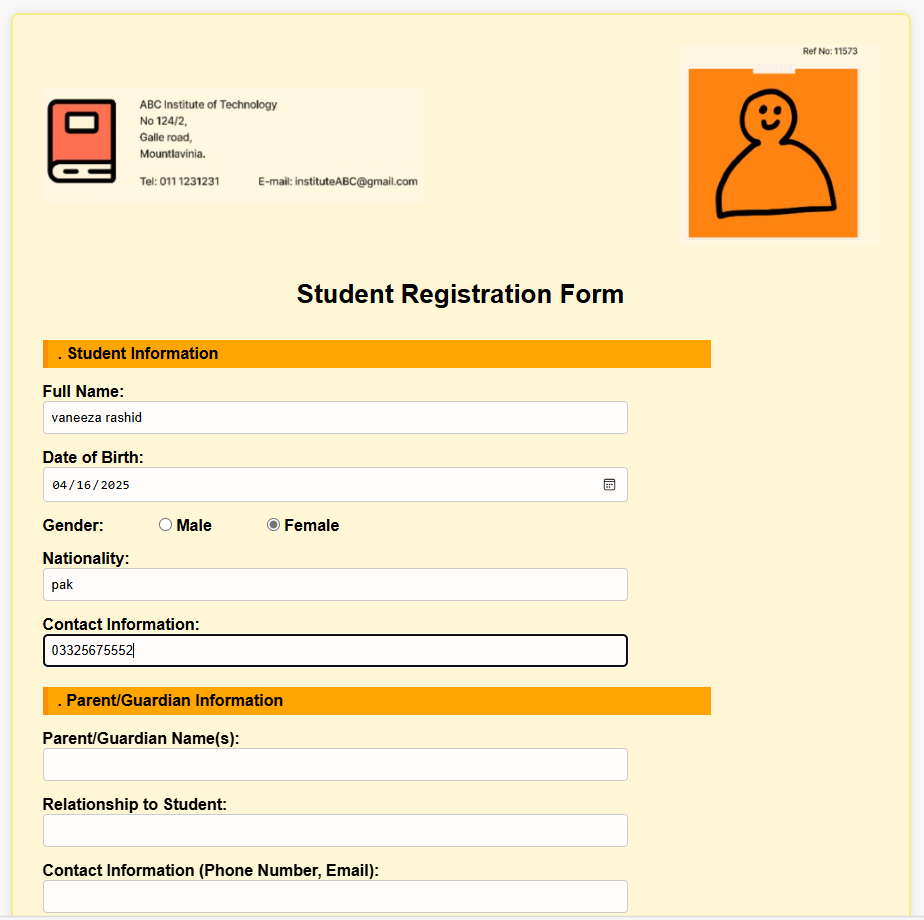 Ref No: 11573
ABC Institute of Technology
No 124/2,
Galle road,
Mountlavinia.
Tel: 011 1231231 E-mail: instituteABC@gmail.com
Student Registration Form
. Student Information
Full Name:
vaneeza rashid
Date of Birth:
04/16/2025
Gender: Male Female
Nationality:
pak
Contact Information:
03325675552
. Parent/Guardian Information
Parent/Guardian Name(s):
Relationship to Student:
Contact Information (Phone Number, Email):